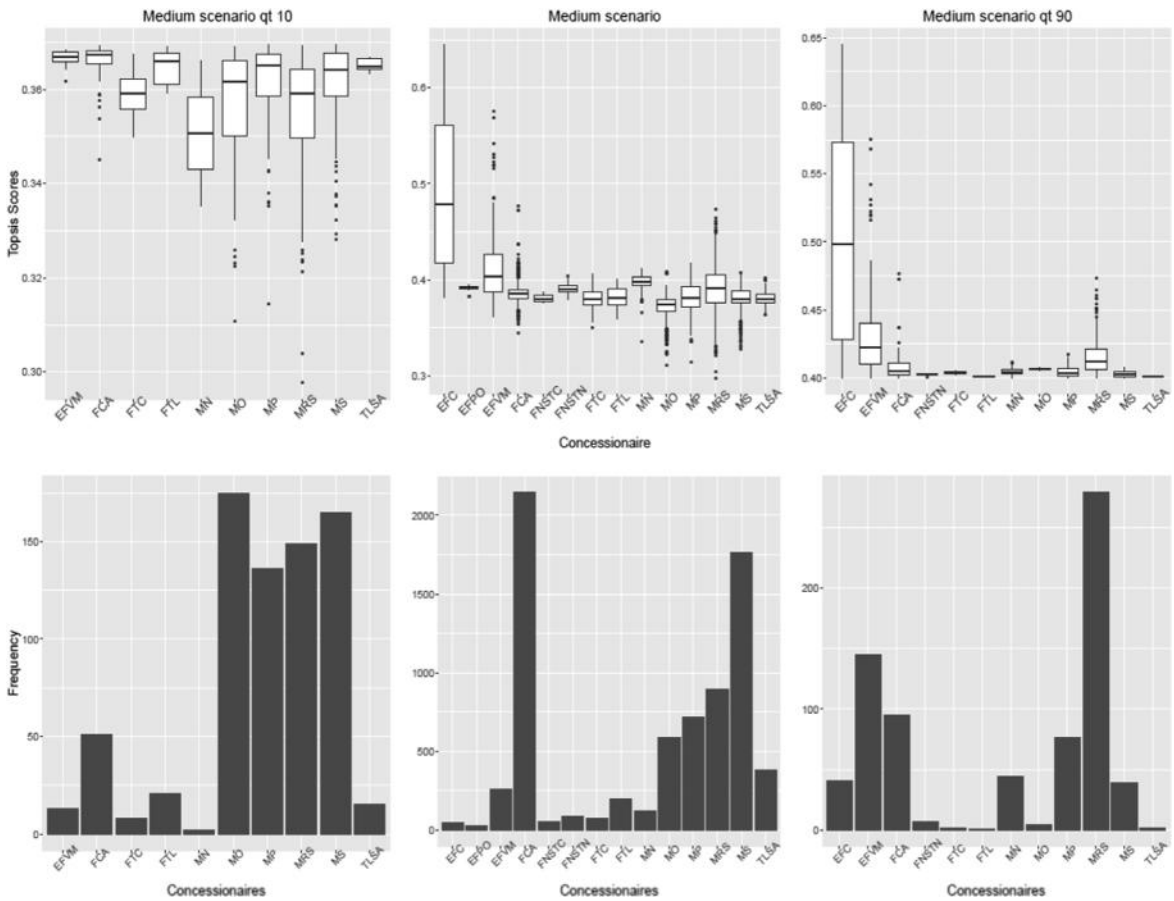 Medium scenario qt 10
Medium scenario
Medium scenario qt 90
Topsis Scores
0.36
0.34
0.32
0.30
0.6
0.5
0.4
0.3
0.65
0.60
0.55
0.50
0.45
0.40
EFVM FCA FTC FTL MN MO MP MRS MS TLSA
EFC EFPO EFVM FCA FNSTC FNSTN FTC FTL MN MO MP MRS MS TLSA
EFC EFVM FCA FNSTN FTC FTL MN MO MP MRS MS TLSA
Concessionaire
Frequency
150
100
50
0
2000
1500
1000
500
0
200
100
0
EFVM FCA FTC FTL MN MO MP MRS MS TLSA
EFC EFPO EFVM FCA FNSTC FNSTN FTC FTL MN MO MP MRS MS TLSA
EFC EFVM FCA FNSTN FTC FTL MN MO MP MRS MS TLSA
Concessionaires
Concessionaires
Concessionaires